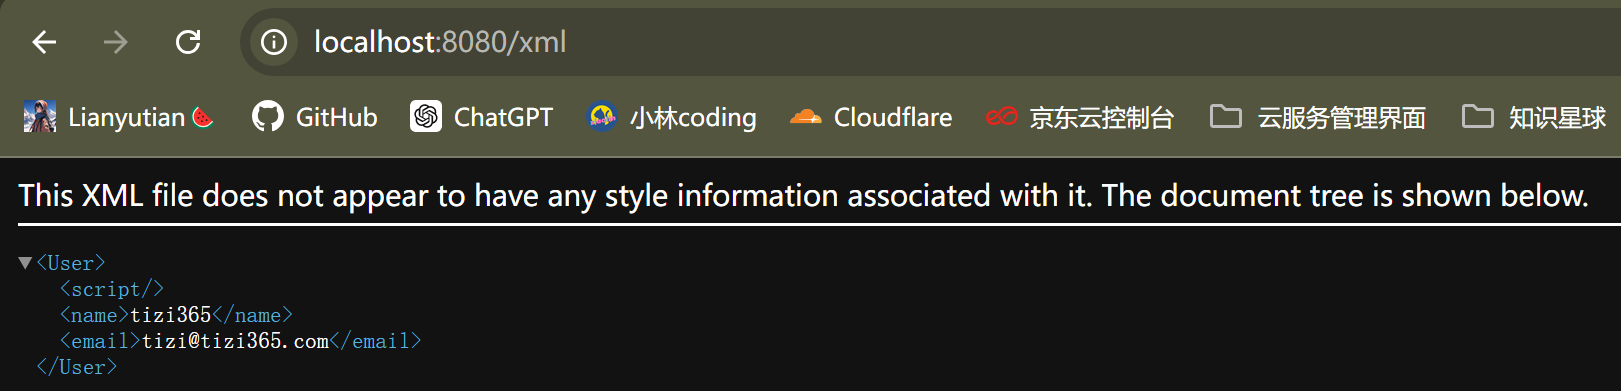 localhost:8080/xml
Lianyutian GitHub ChatGPT 小林coding Cloudflare 京东云控制台 云服务管理界面 知识星球
This XML file does not appear to have any style information associated with it. The document tree is shown below.
<User>
<script/>
<name>tizi365</name>
<email>tizi@tizi365.com</email>
</User>